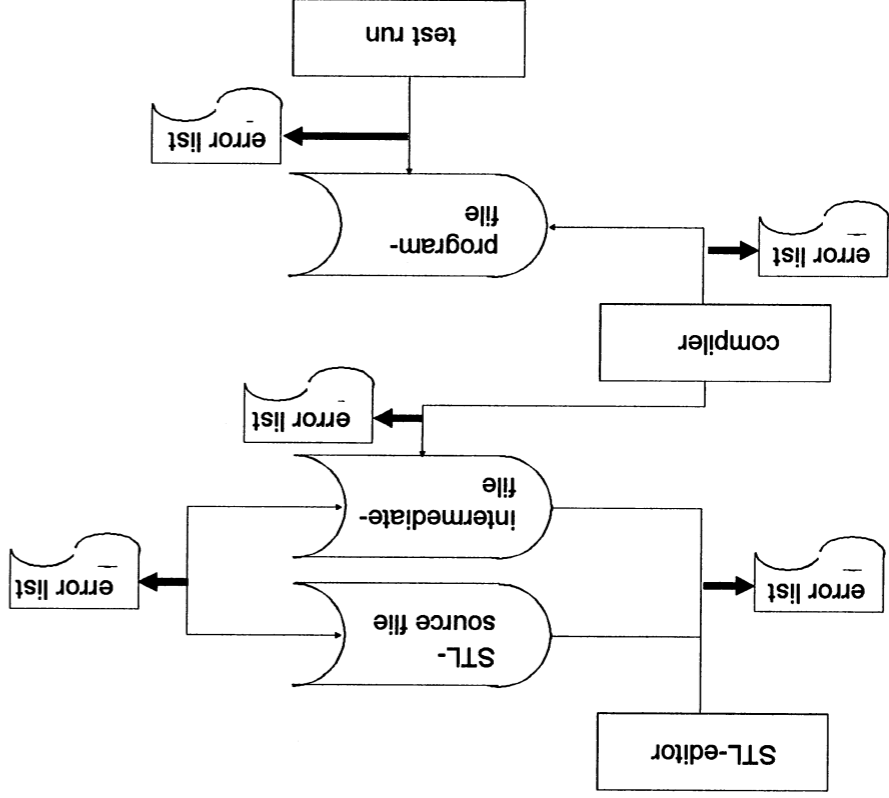 STL-editor
STL-
source file
error list
error list
intermediate-
file
error list
compiler
error list
program-
file
error list
test run